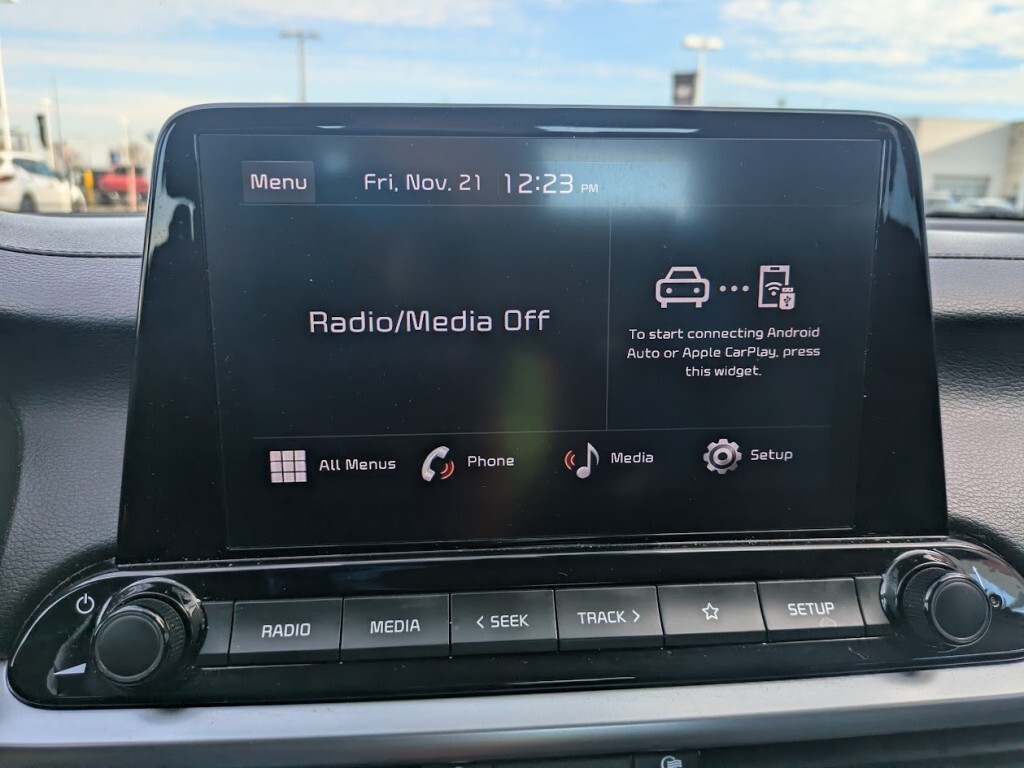 Menu
Fri, Nov. 21 12:23 PM
Radio/Media Off
To start connecting Android
Auto or Apple CarPlay, press
this widget.
All Menus
Phone
Media
Setup
RADIO
MEDIA
< SEEK
TRACK >
SETUP